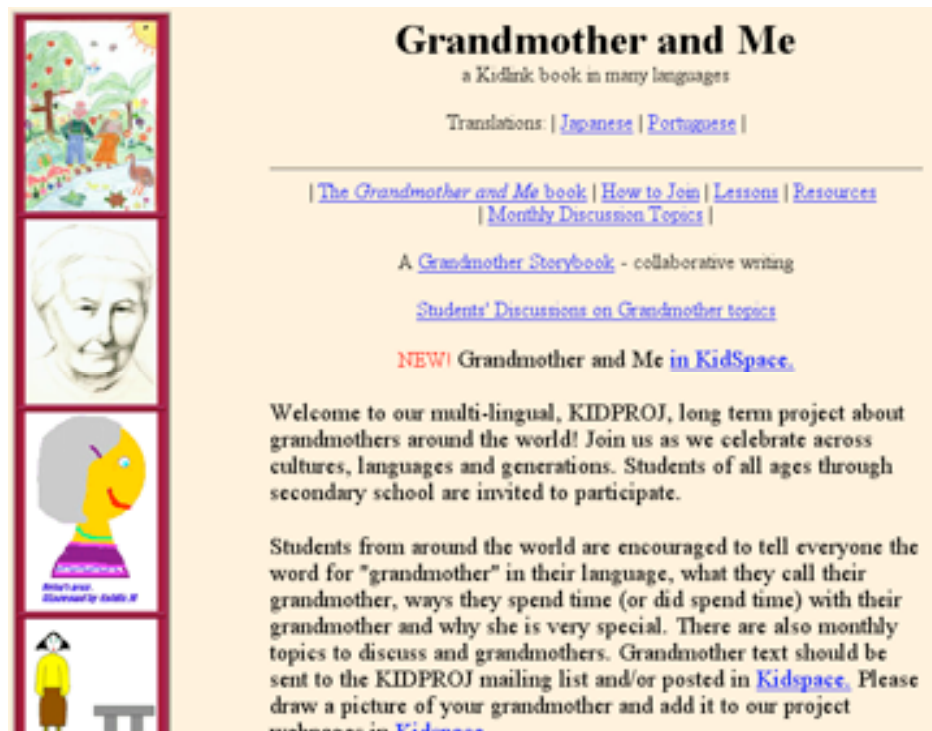 Grandmother and Me
a Kidlink book in many languages
Translations: | Japanese | Portuguese |
| The Grandmother and Me book | How to Join | Lessons | Resources
| Monthly Discussion Topics |
A Grandmother Storybook - collaborative writing
Students' Discussions on Grandmother topics
NEW! Grandmother and Me in KidSpace.
Welcome to our multi-lingual, KIDPROJ, long term project about
grandmothers around the world! Join us as we celebrate across
cultures, languages and generations. Students of all ages through
secondary school are invited to participate.
Students from around the world are encouraged to tell everyone the
word for "grandmother" in their language, what they call their
grandmother, ways they spend time (or did spend time) with their
grandmother and why she is very special. There are also monthly
topics to discuss and grandmothers. Grandmother text should be
sent to the KIDPROJ mailing list and/or posted in Kidspace. Please
draw a picture of your grandmother and add it to our project
webpages in Kidspace.